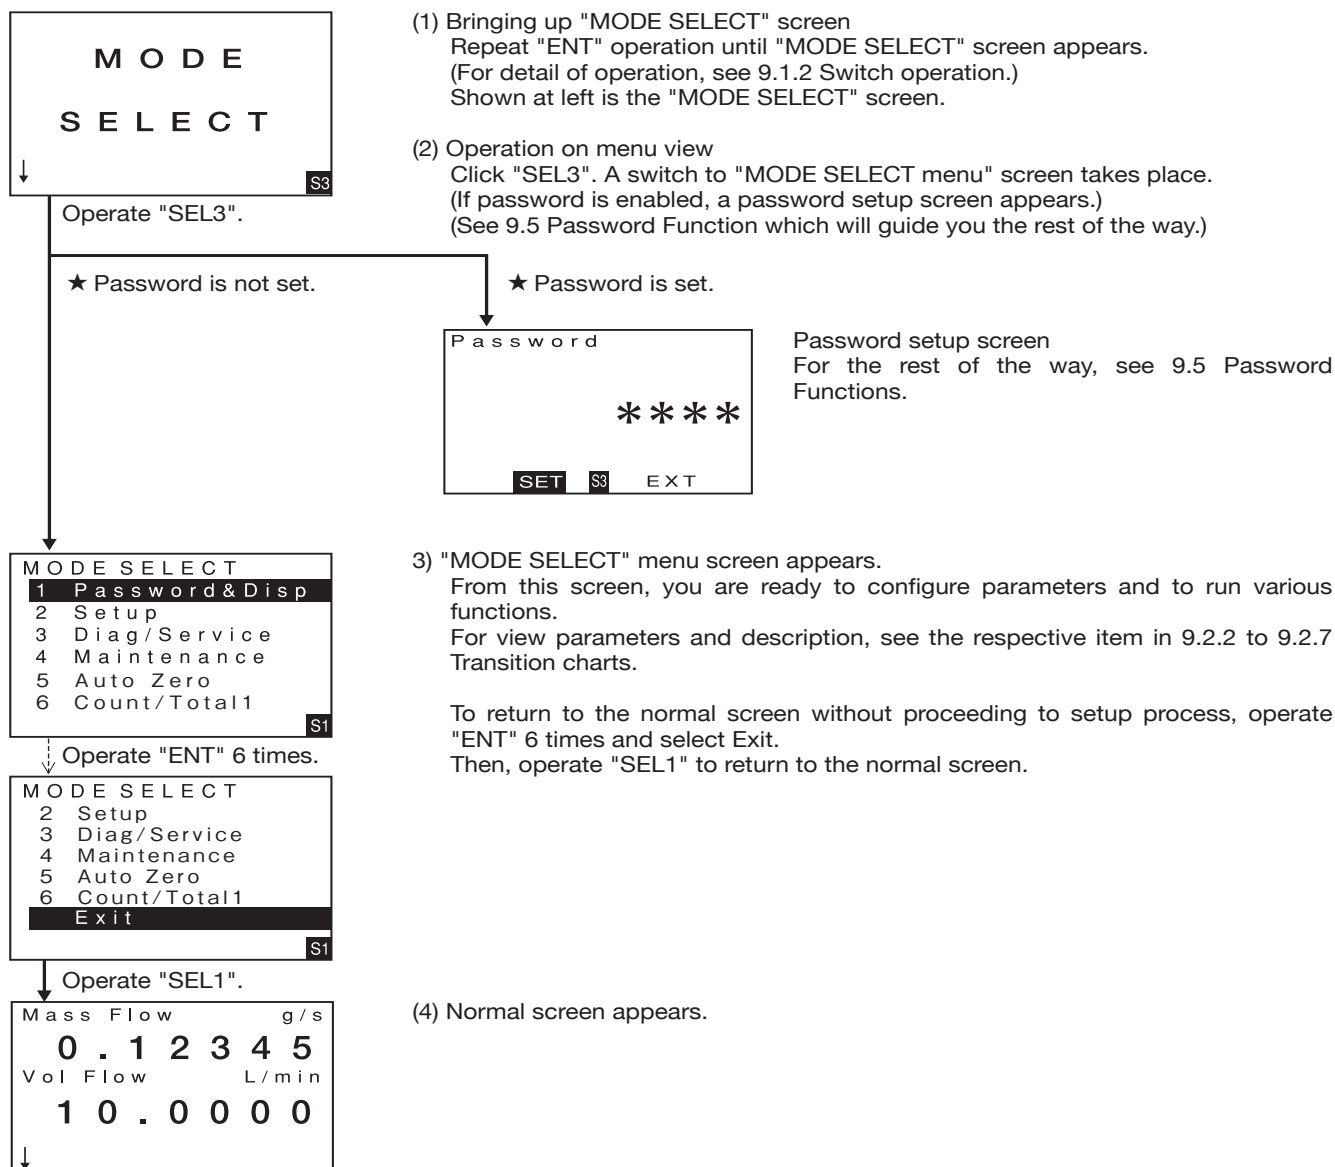 MODE
SELECT
↓
S3
(1) Bringing up "MODE SELECT" screen
Repeat "ENT" operation until "MODE SELECT" screen appears.
(For detail of operation, see 9.1.2 Switch operation.)
Shown at left is the "MODE SELECT" screen.
(2) Operation on menu view
Click "SEL3". A switch to "MODE SELECT menu" screen takes place.
(If password is enabled, a password setup screen appears.)
(See 9.5 Password Function which will guide you the rest of the way.)
Operate "SEL3".
★ Password is not set.
★ Password is set.
Password
****
SET S3 EXT
Password setup screen
For the rest of the way, see 9.5 Password
Functions.
MODE SELECT
1 Password&Disp
2 Setup
3 Diag/Service
4 Maintenance
5 Auto Zero
6 Count/Total1
S1
3) "MODE SELECT" menu screen appears.
From this screen, you are ready to configure parameters and to run various
functions.
For view parameters and description, see the respective item in 9.2.2 to 9.2.7
Transition charts.
To return to the normal screen without proceeding to setup process, operate
"ENT" 6 times and select Exit.
Then, operate "SEL1" to return to the normal screen.
Operate "ENT" 6 times.
MODE SELECT
2 Setup
3 Diag/Service
4 Maintenance
5 Auto Zero
6 Count/Total1
Exit
S1
Operate "SEL1".
Mass Flow g/s
0.12345
Vol Flow L/min
10.0000
↓
(4) Normal screen appears.